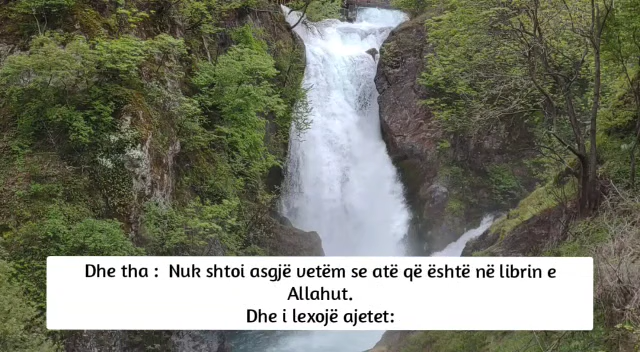 Dhe tha : Nuk shtoi asgjë vetëm se atë që është në librin e
Allahut.
Dhe i lexojë ajetet: